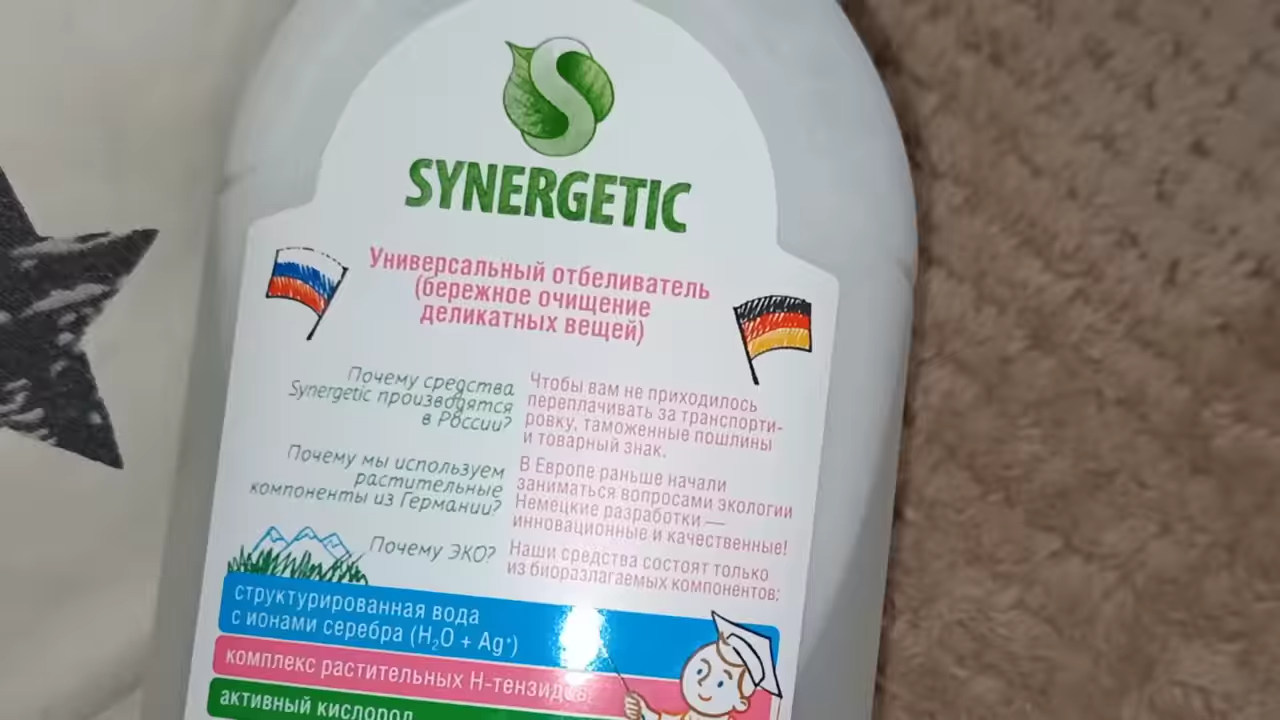 SYNERGETIC
Универсальный отбеливатель
(бережное очищение
деликатных вещей)
Почему средства
Synergetic производятся
в России?
Чтобы вам не приходилось
переплачивать за транспорти-
ровку, таможенные пошлины
и товарный знак.
Почему мы используем
растительные
компоненты из Германии?
В Европе раньше начали
заниматься вопросами экологии
Немецкие разработки —
инновационные и качественные!
Почему ЭКО?
Наши средства состоят только
из биоразлагаемых компонентов:
структурированная вода
с ионами серебра (H₂O + Ag⁺)
комплекс растительных Н-тензидов
активный кислород